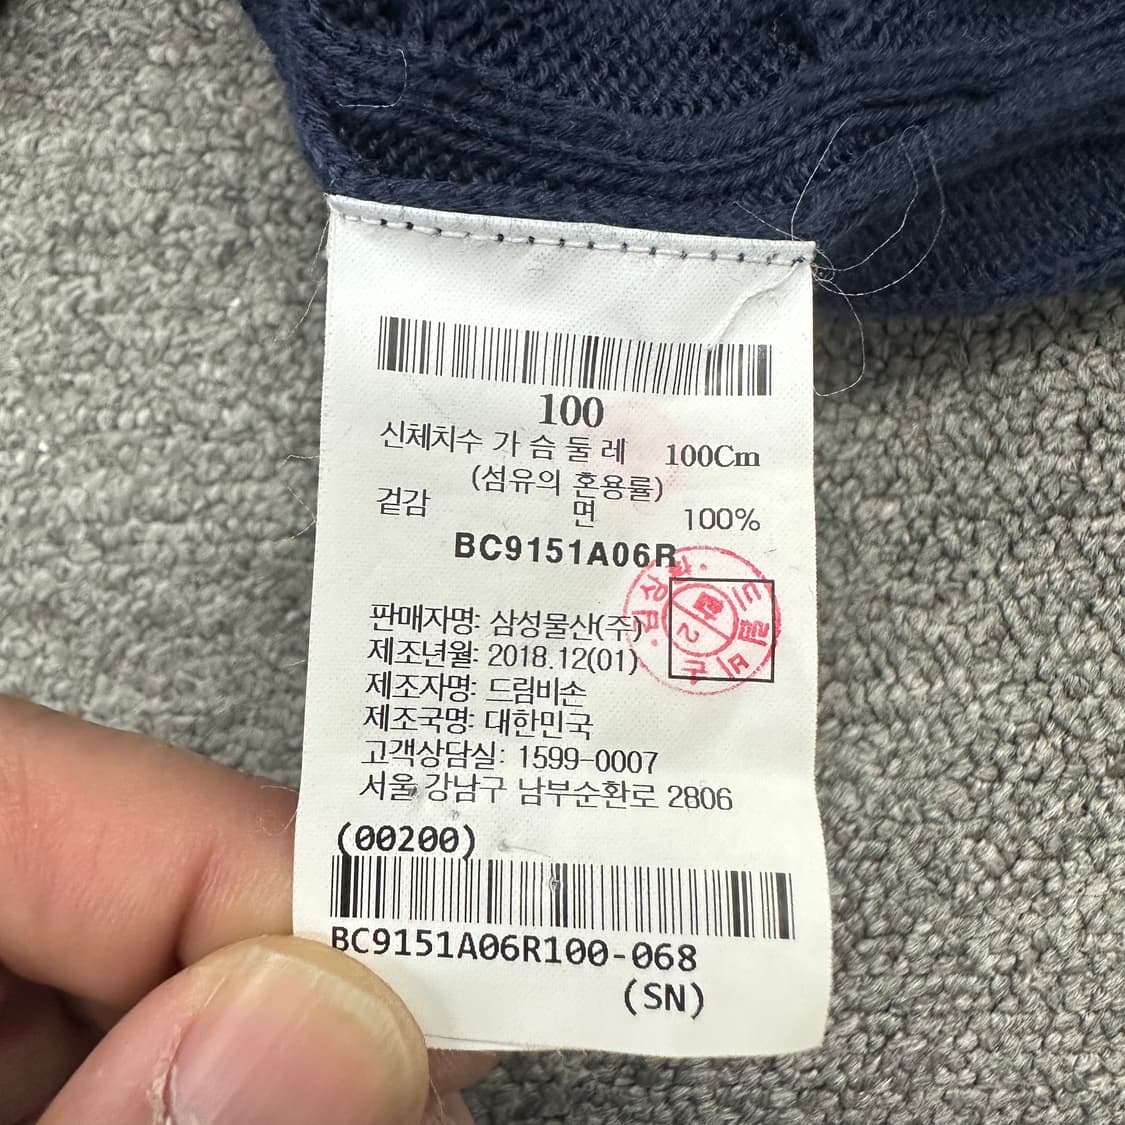 100
신체치수 가 슴 둘 레 100Cm
(섬유의 혼용률)
겉감 면 100%
BC9151A06R
판매자명: 삼성물산(주)
제조년월: 2018.12(01)
제조자명: 드림비손
제조국명: 대한민국
고객상담실: 1599-0007
서울 강남구 남부순환로 2806
(00200)
BC9151A06R100-068
(SN)